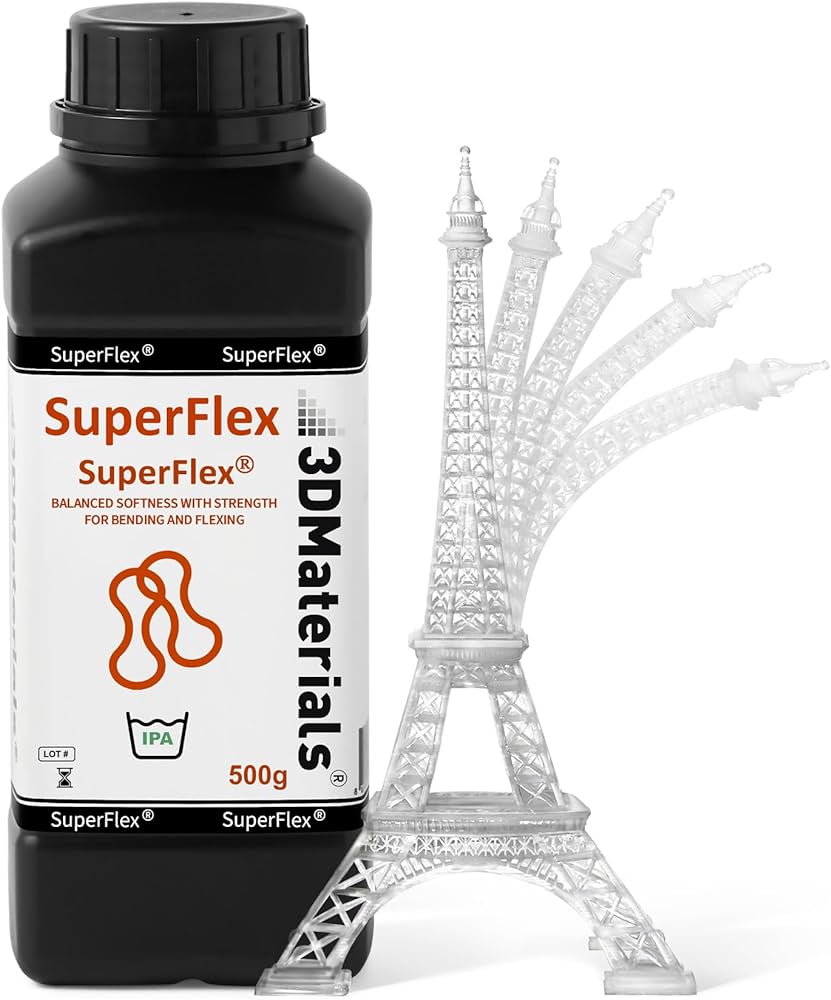 SuperFlex® SuperFlex®
SuperFlex
SuperFlex®
BALANCED SOFTNESS WITH STRENGTH
FOR BENDING AND FLEXING
3DMaterials®
IPA
LOT #
500g
SuperFlex® SuperFlex®